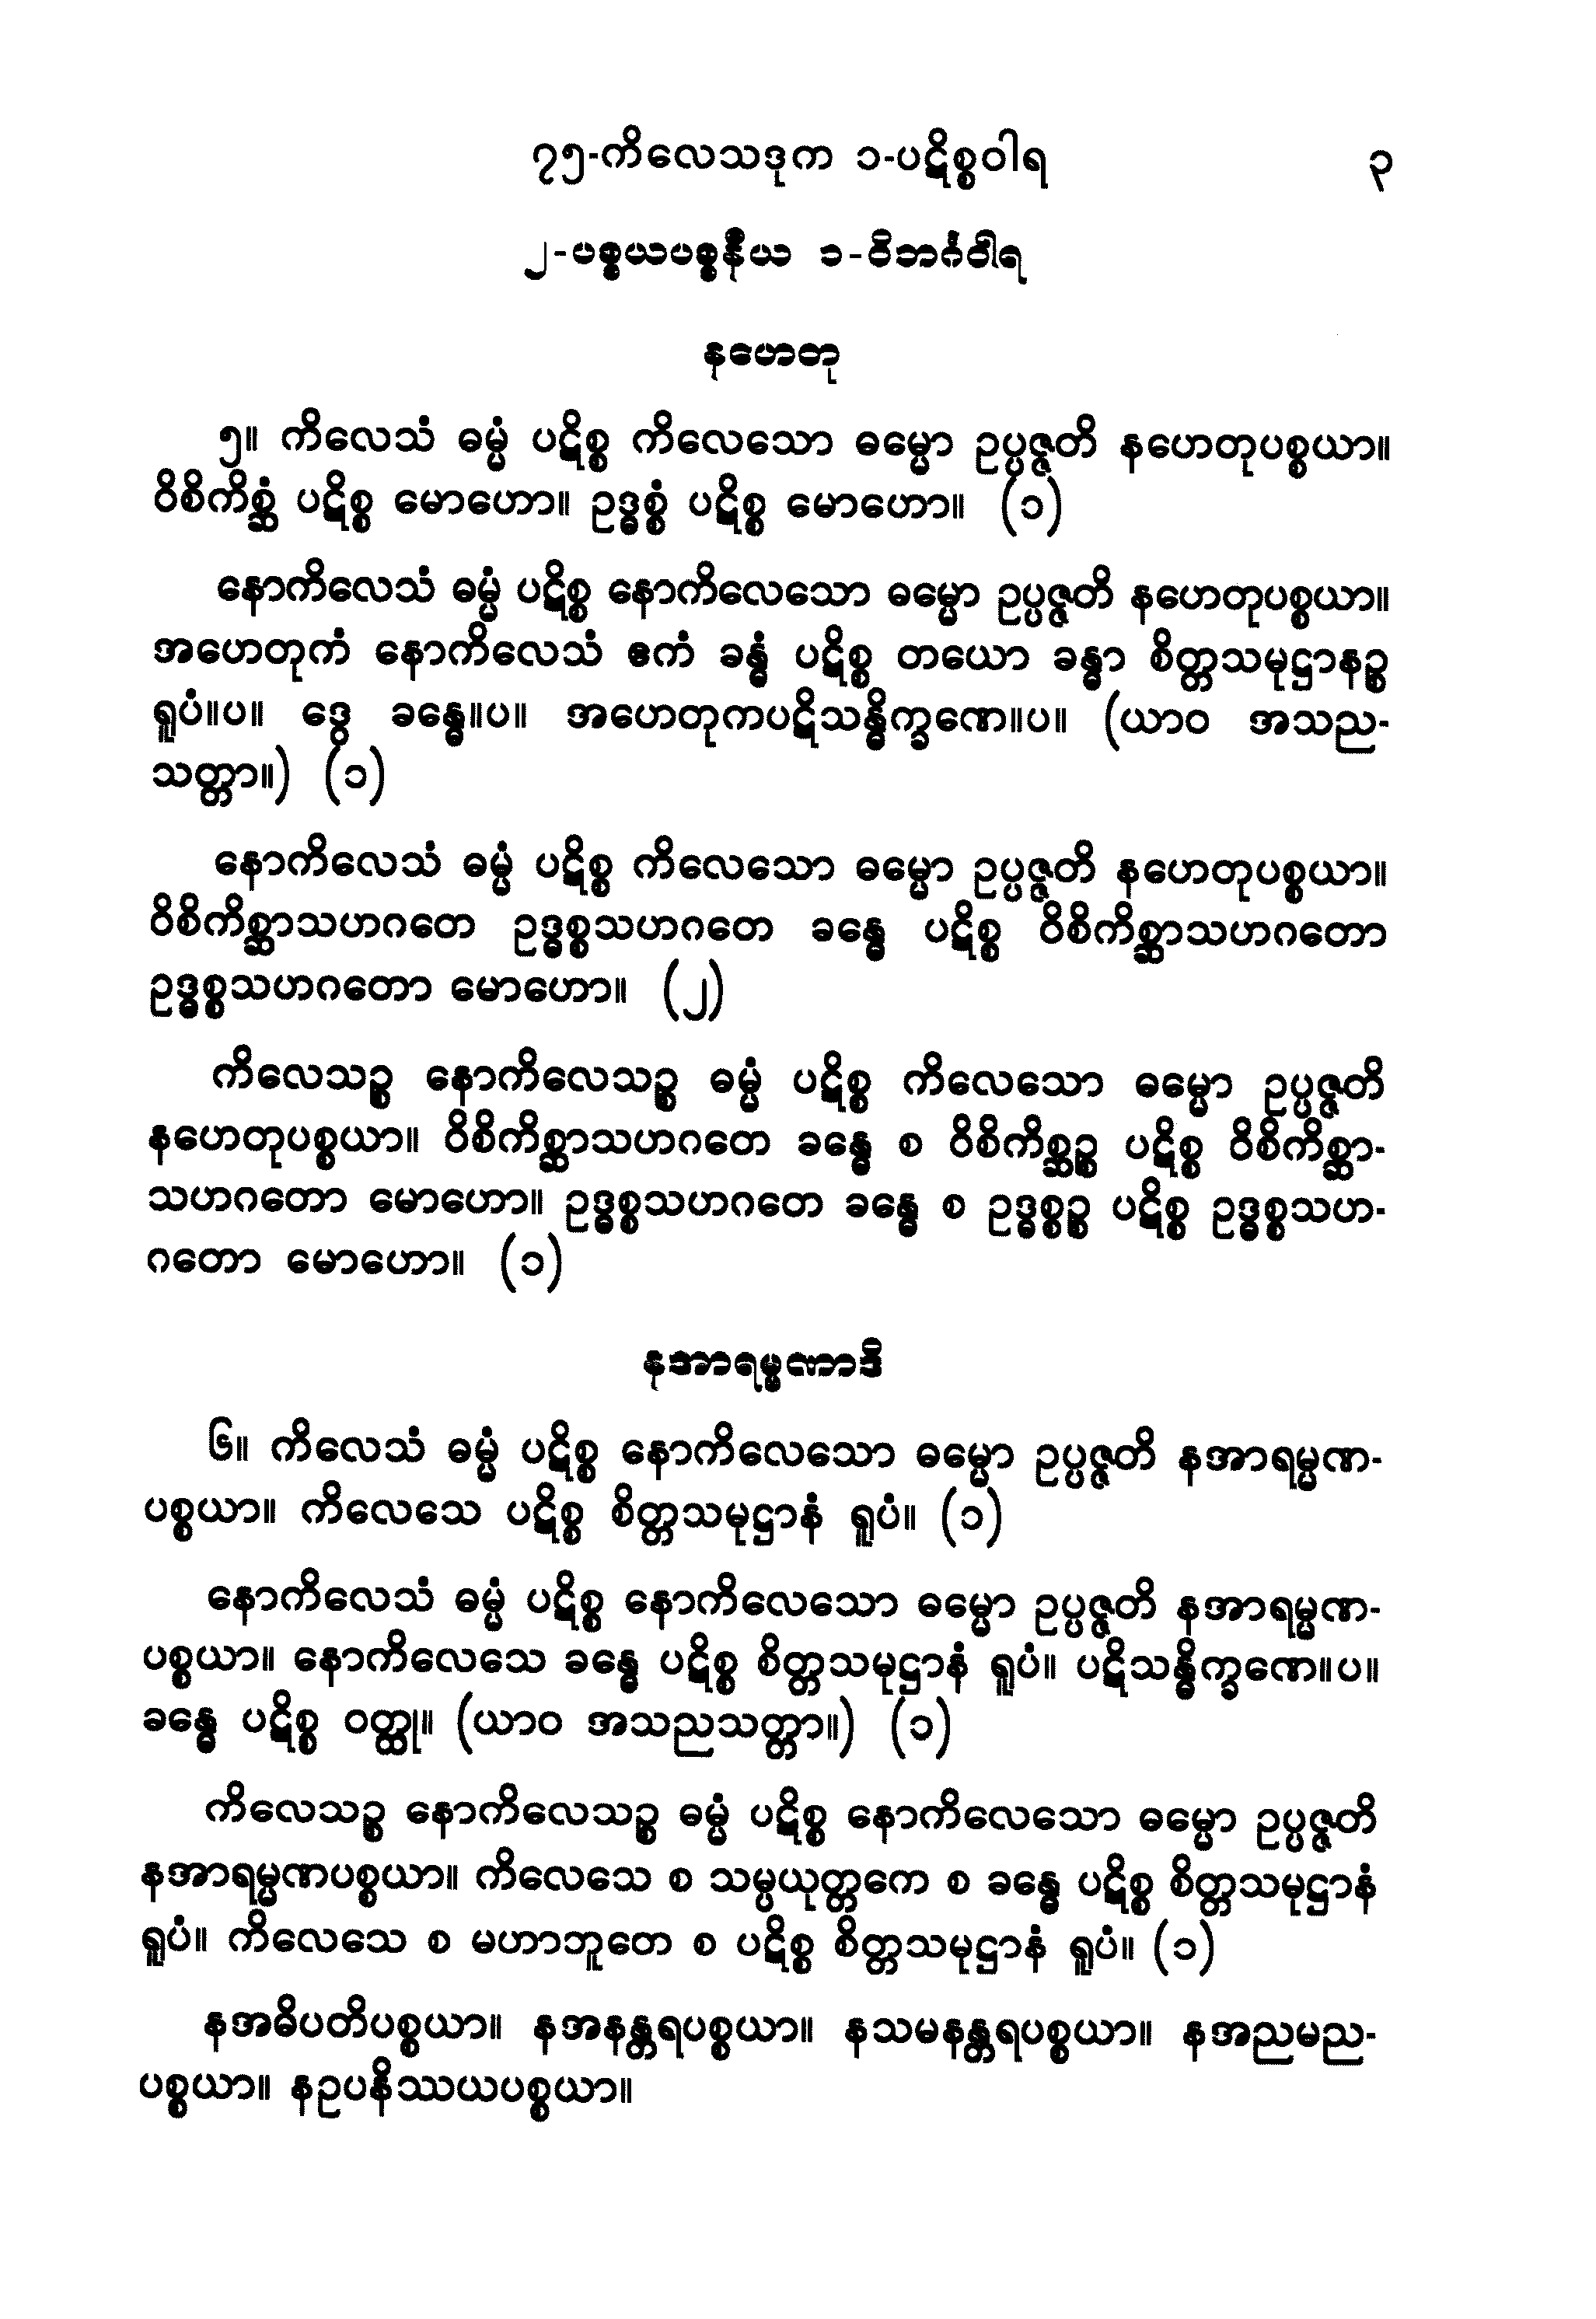 ၇၅-ကိလေသဒုက ၁-ပဋိစ္စဝါရ ၃
၂-ပစ္စယပစ္စနီယ ၁-ဝိဘင်္ဂဝါရ
နဟေတု
၅။ ကိလေသံ ဓမ္မံ ပဋိစ္စ ကိလေသော ဓမ္မော ဥပ္ပဇ္ဇတိ နဟေတုပစ္စယာ။
ဝိစိကိစ္ဆံ ပဋိစ္စ မောဟော။ ဥဒ္ဓစ္စံ ပဋိစ္စ မောဟော။ (၁)
နောကိလေသံ ဓမ္မံ ပဋိစ္စ နောကိလေသော ဓမ္မော ဥပ္ပဇ္ဇတိ နဟေတုပစ္စယာ။
အဟေတုကံ နောကိလေသံ ဧကံ ခန္ဓံ ပဋိစ္စ တယော ခန္ဓာ စိတ္တသမုဋ္ဌာနဉ္စ
ရူပံ။ပ။ ဒွေ ခန္ဓေ။ပ။ အဟေတုကပဋိသန္ဓိက္ခဏေ။ပ။ (ယာဝ အသည-
သတ္တာ။) (၁)
နောကိလေသံ ဓမ္မံ ပဋိစ္စ ကိလေသော ဓမ္မော ဥပ္ပဇ္ဇတိ နဟေတုပစ္စယာ။
ဝိစိကိစ္ဆာသဟဂတေ ဥဒ္ဓစ္စသဟဂတေ ခန္ဓေ ပဋိစ္စ ဝိစိကိစ္ဆာသဟဂတော
ဥဒ္ဓစ္စသဟဂတော မောဟော။ (၂)
ကိလေသဉ္စ နောကိလေသဉ္စ ဓမ္မံ ပဋိစ္စ ကိလေသော ဓမ္မော ဥပ္ပဇ္ဇတိ
နဟေတုပစ္စယာ။ ဝိစိကိစ္ဆာသဟဂတေ ခန္ဓေ စ ဝိစိကိစ္ဆဉ္စ ပဋိစ္စ ဝိစိကိစ္ဆာ-
သဟဂတော မောဟော။ ဥဒ္ဓစ္စသဟဂတေ ခန္ဓေ စ ဥဒ္ဓစ္စဉ္စ ပဋိစ္စ ဥဒ္ဓစ္စသဟ-
ဂတော မောဟော။ (၁)
နအာရမ္မဏာဒိ
၆။ ကိလေသံ ဓမ္မံ ပဋိစ္စ နောကိလေသော ဓမ္မော ဥပ္ပဇ္ဇတိ နအာရမ္မဏ-
ပစ္စယာ။ ကိလေသေ ပဋိစ္စ စိတ္တသမုဋ္ဌာနံ ရူပံ။ (၁)
နောကိလေသံ ဓမ္မံ ပဋိစ္စ နောကိလေသော ဓမ္မော ဥပ္ပဇ္ဇတိ နအာရမ္မဏ-
ပစ္စယာ။ နောကိလေသေ ခန္ဓေ ပဋိစ္စ စိတ္တသမုဋ္ဌာနံ ရူပံ။ ပဋိသန္ဓိက္ခဏေ။ပ။
ခန္ဓေ ပဋိစ္စ ဝတ္ထု။ (ယာဝ အသညသတ္တာ။) (၁)
ကိလေသဉ္စ နောကိလေသဉ္စ ဓမ္မံ ပဋိစ္စ နောကိလေသော ဓမ္မော ဥပ္ပဇ္ဇတိ
နအာရမ္မဏပစ္စယာ။ ကိလေသေ စ သမ္ပယုတ္တကေ စ ခန္ဓေ ပဋိစ္စ စိတ္တသမုဋ္ဌာနံ
ရူပံ။ ကိလေသေ စ မဟာဘူတေ စ ပဋိစ္စ စိတ္တသမုဋ္ဌာနံ ရူပံ။ (၁)
နအဓိပတိပစ္စယာ။ နအနန္တရပစ္စယာ။ နသမနန္တရပစ္စယာ။ နအညမည-
ပစ္စယာ။ နဥပနိဿယပစ္စယာ။